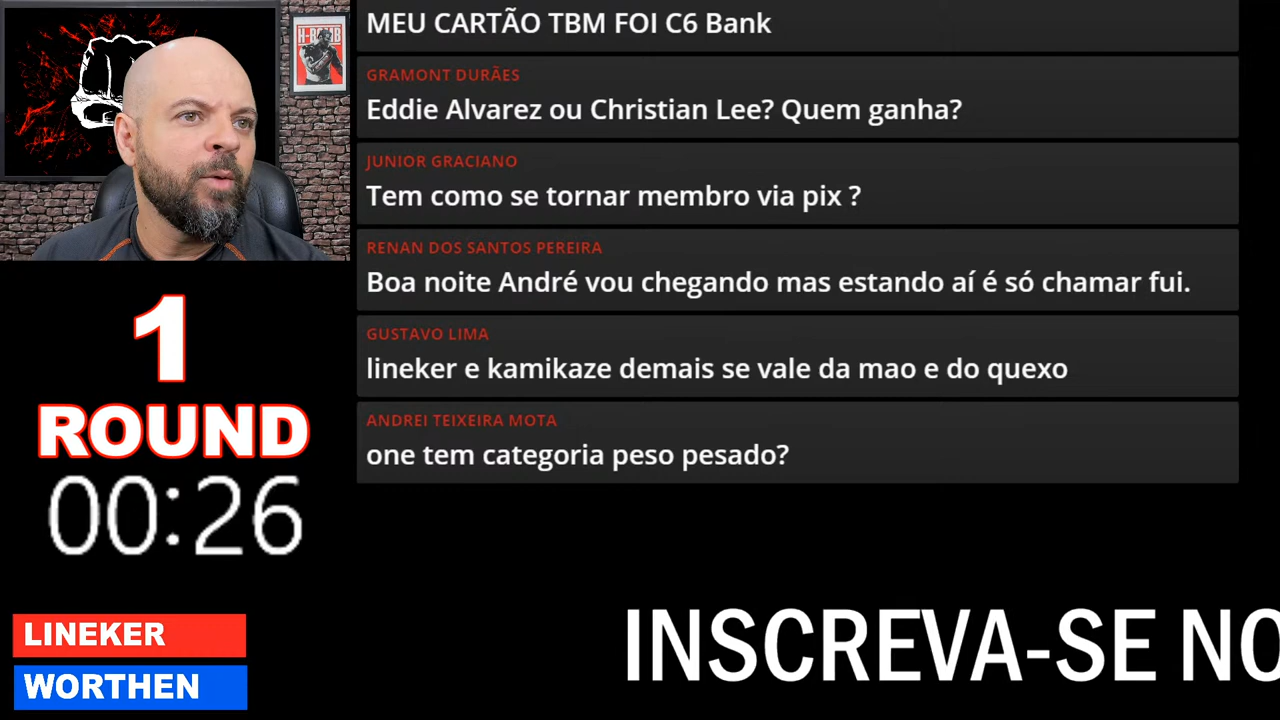 H-BOMB
MEU CARTÃO TBM FOI C6 Bank
GRAMONT DURÃES
Eddie Alvarez ou Christian Lee? Quem ganha?
JUNIOR GRACIANO
Tem como se tornar membro via pix ?
RENAN DOS SANTOS PEREIRA
Boa noite André vou chegando mas estando aí é só chamar fui.
GUSTAVO LIMA
lineker e kamikaze demais se vale da mao e do quexo
ANDREI TEIXEIRA MOTA
one tem categoria peso pesado?
1
ROUND
00:26
LINEKER
WORTHEN
INSCREVA-SE NO